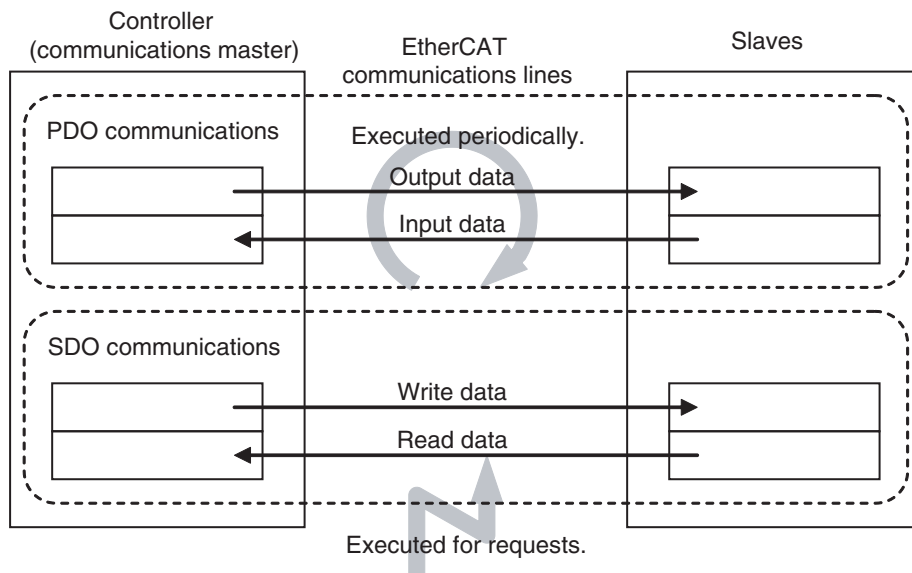 Controller
(communications master)
EtherCAT
communications lines
Slaves
PDO communications
Executed periodically.
Output data
Input data
SDO communications
Write data
Read data
Executed for requests.